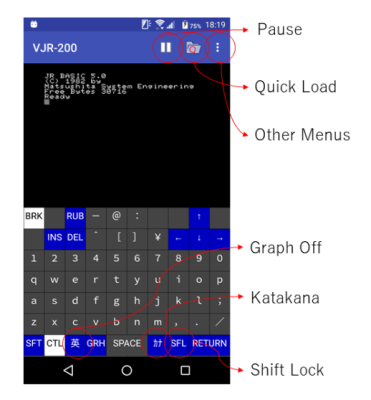 75% 18:19
Pause
VJR-200
JR BASIC 5.0
(C) 1982 by
Matsushita System Engineering
Free Bytes 30716
Ready
Quick Load
Other Menus
BRK RUB − @ : ↑
INS DEL ^ [ ] ¥ ← ↓ →
Graph Off
1 2 3 4 5 6 7 8 9 0
q w e r t y u i o p
a s d f g h j k l ;
Katakana
z x c v b n m , . /
SFT CTL 英 GRH SPACE カナ SFL RETURN
Shift Lock